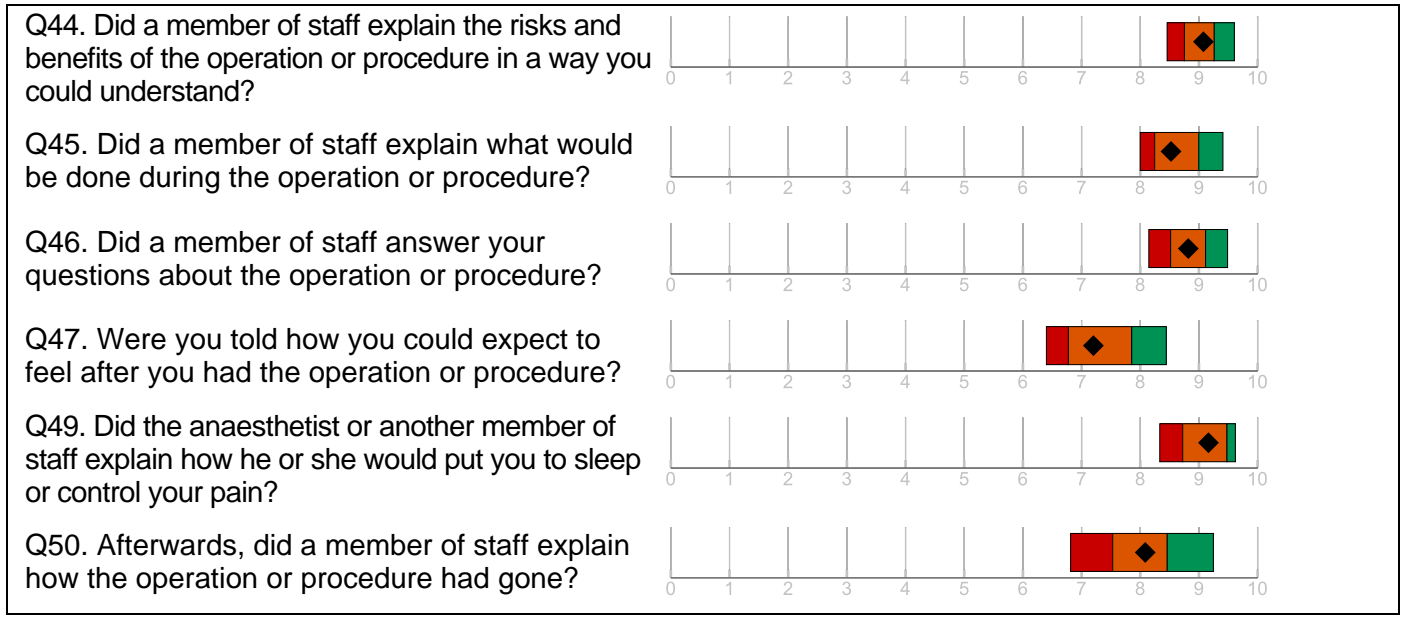 Q44. Did a member of staff explain the risks and
benefits of the operation or procedure in a way you
could understand?
0 1 2 3 4 5 6 7 8 9 10
Q45. Did a member of staff explain what would
be done during the operation or procedure?
0 1 2 3 4 5 6 7 8 9 10
Q46. Did a member of staff answer your
questions about the operation or procedure?
0 1 2 3 4 5 6 7 8 9 10
Q47. Were you told how you could expect to
feel after you had the operation or procedure?
0 1 2 3 4 5 6 7 8 9 10
Q49. Did the anaesthetist or another member of
staff explain how he or she would put you to sleep
or control your pain?
0 1 2 3 4 5 6 7 8 9 10
Q50. Afterwards, did a member of staff explain
how the operation or procedure had gone?
0 1 2 3 4 5 6 7 8 9 10